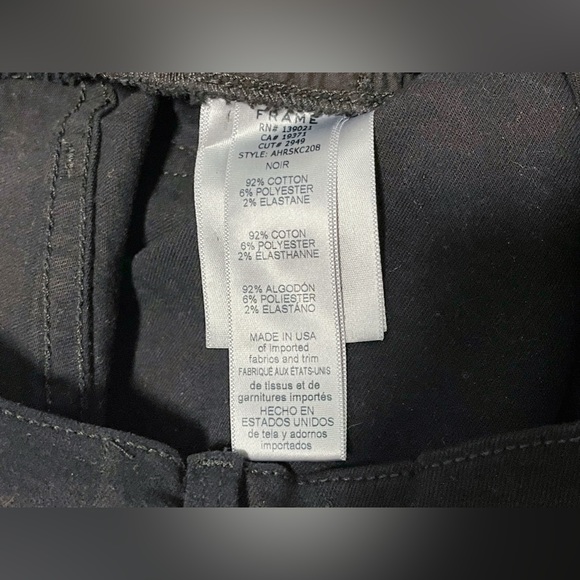 FRAME
RN# 139021
CA# 19371
CUT# 2949
STYLE: AHRSKC208
NOIR
92% COTTON
6% POLYESTER
2% ELASTANE
92% COTON
6% POLYESTER
2% ÉLASTHANNE
92% ALGODÓN
6% POLIÉSTER
2% ELASTANO
MADE IN USA
of imported
fabrics and trim
FABRIQUÉ AUX ÉTATS-UNIS
de tissus et de
garnitures importés
HECHO EN
ESTADOS UNIDOS
de tela y adornos
importados